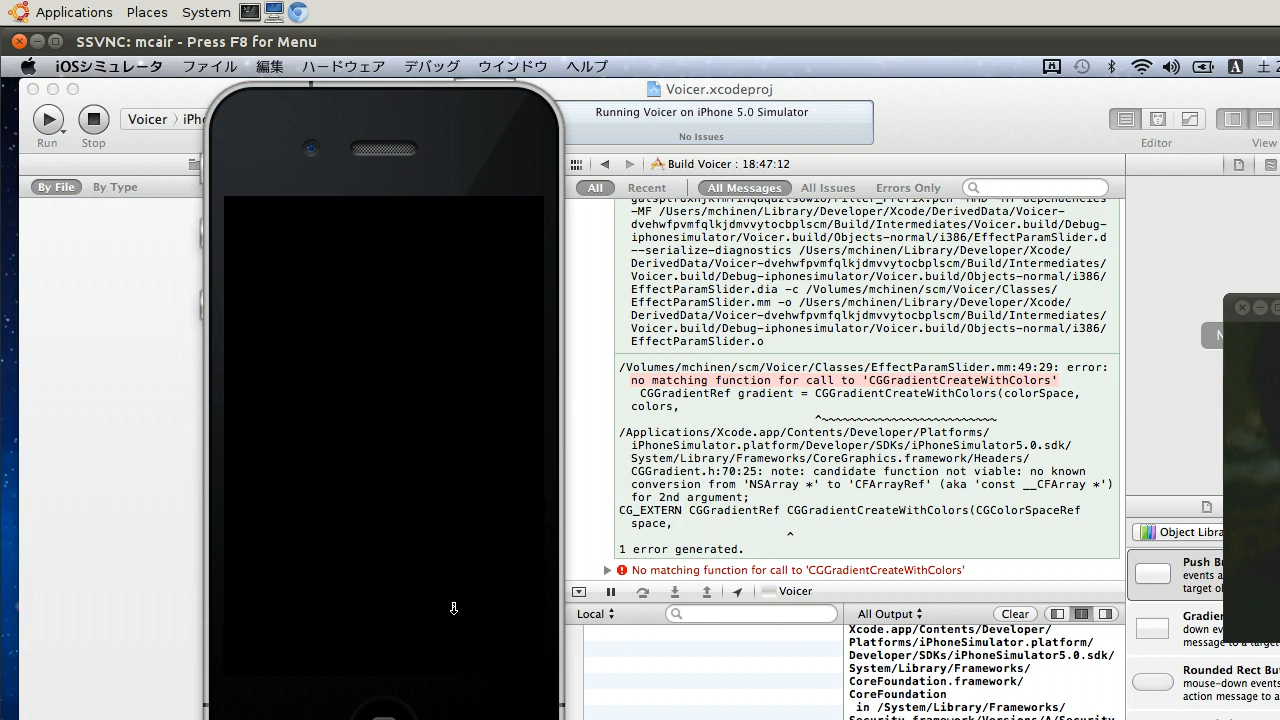 Applications Places System
SSVNC: mcair - Press F8 for Menu
iOSシミュレータ ファイル 編集 ハードウェア デバッグ ウインドウ ヘルプ A 土
Voicer.xcodeproj
Voicer
Running Voicer on iPhone 5.0 Simulator
No Issues
Run Stop
Editor View
Build Voicer : 18:47:12
By File By Type
All Recent All Messages All Issues Errors Only
-MF /Users/mchinen/Library/Developer/Xcode/DerivedData/Voicer-
dvehwfpvmfqlkjdmvvytocbplscm/Build/Intermediates/
Voicer.build/Debug-
iphonesimulator/Voicer.build/Objects-normal/i386/EffectParamSlider.d
--serialize-diagnostics /Users/mchinen/Library/Developer/Xcode/
DerivedData/Voicer-dvehwfpvmfqlkjdmvvytocbplscm/Build/Intermediates/
Voicer.build/Debug-iphonesimulator/Voicer.build/Objects-normal/i386/
EffectParamSlider.dia -c /Volumes/mchinen/scm/Voicer/Classes/
EffectParamSlider.mm -o /Users/mchinen/Library/Developer/Xcode/
DerivedData/Voicer-dvehwfpvmfqlkjdmvvytocbplscm/Build/Intermediates/
Voicer.build/Debug-iphonesimulator/Voicer.build/Objects-normal/i386/
EffectParamSlider.o
/Volumes/mchinen/scm/Voicer/Classes/EffectParamSlider.mm:49:29: error:
no matching function for call to 'CGGradientCreateWithColors'
CGGradientRef gradient = CGGradientCreateWithColors(colorSpace,
colors,
^~~~~~~~~~~~~~~~~~~~~~~~~~~
/Applications/Xcode.app/Contents/Developer/Platforms/
iPhoneSimulator.platform/Developer/SDKs/iPhoneSimulator5.0.sdk/
System/Library/Frameworks/CoreGraphics.framework/Headers/
CGGradient.h:70:25: note: candidate function not viable: no known
conversion from 'NSArray *' to 'CFArrayRef' (aka 'const __CFArray *')
for 2nd argument;
CG_EXTERN CGGradientRef CGGradientCreateWithColors(CGColorSpaceRef
space,
^
1 error generated.
No matching function for call to 'CGGradientCreateWithColors'
Voicer
Local All Output Clear
Xcode.app/Contents/Developer/
Platforms/iPhoneSimulator.platform/
Developer/SDKs/iPhoneSimulator5.0.sdk/
System/Library/Frameworks/
CoreFoundation.framework/
CoreFoundation
in /System/Library/Frameworks/
Object Libra
Push Bu
events a
target ob
Gradien
down eve
message to a target
Rounded Rect Bu
mouse-down events
action message to a